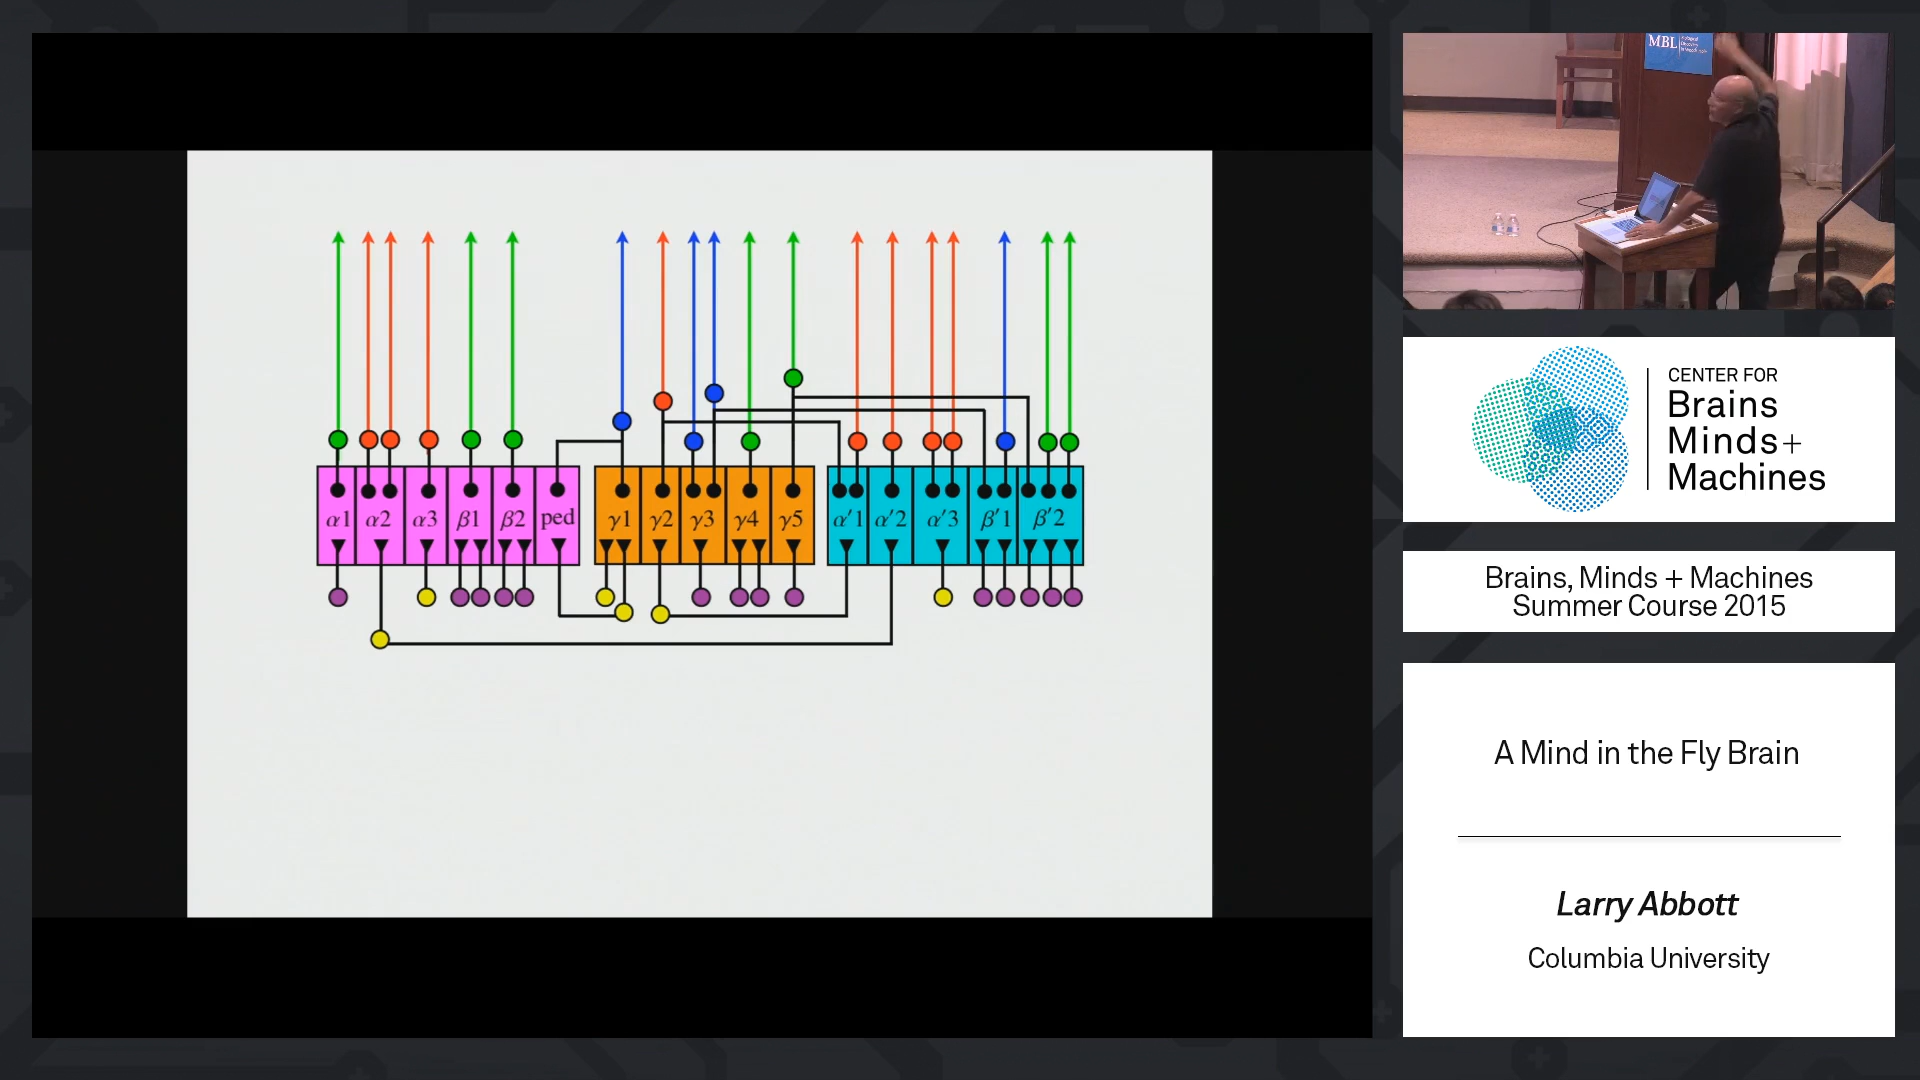 α1 α2 α3 β1 β2 ped γ1 γ2 γ3 γ4 γ5 α′1 α′2 α′3 β′1 β′2
MBL
CENTER FOR
Brains
Minds+
Machines
Brains, Minds + Machines
Summer Course 2015
A Mind in the Fly Brain
Larry Abbott
Columbia University